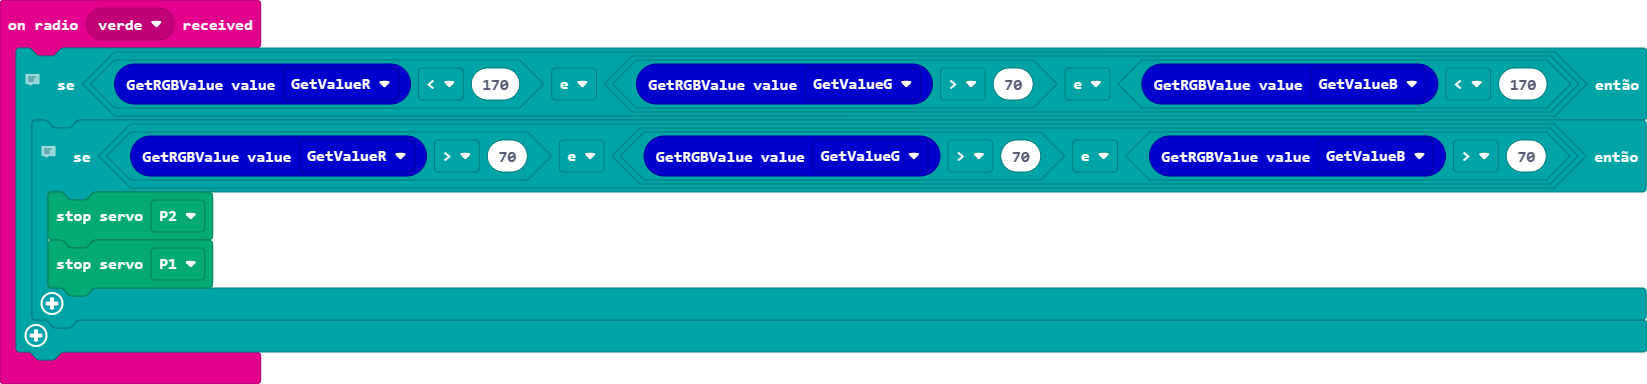 on radio verde received
se GetRGBValue value GetValueR < 170 e GetRGBValue value GetValueG > 70 e GetRGBValue value GetValueB < 170 então
se GetRGBValue value GetValueR > 70 e GetRGBValue value GetValueG > 70 e GetRGBValue value GetValueB > 70 então
stop servo P2
stop servo P1